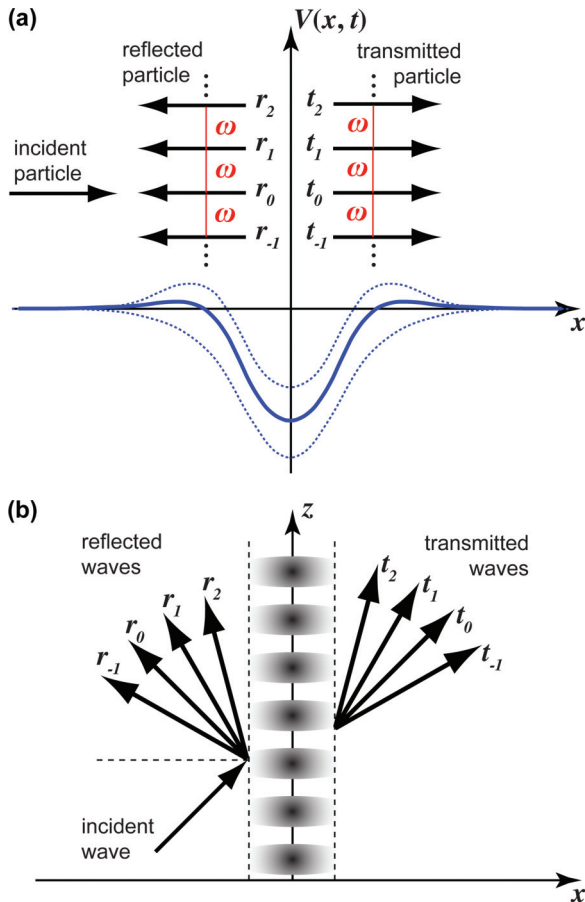 (a)
V(x, t)
reflected
particle
transmitted
particle
r2
t2
ω
ω
incident
particle
r1
t1
ω
ω
r0
t0
ω
ω
r-1
t-1
x
(b)
z
reflected
waves
transmitted
waves
r2
r1
r0
r-1
t2
t1
t0
t-1
incident
wave
x